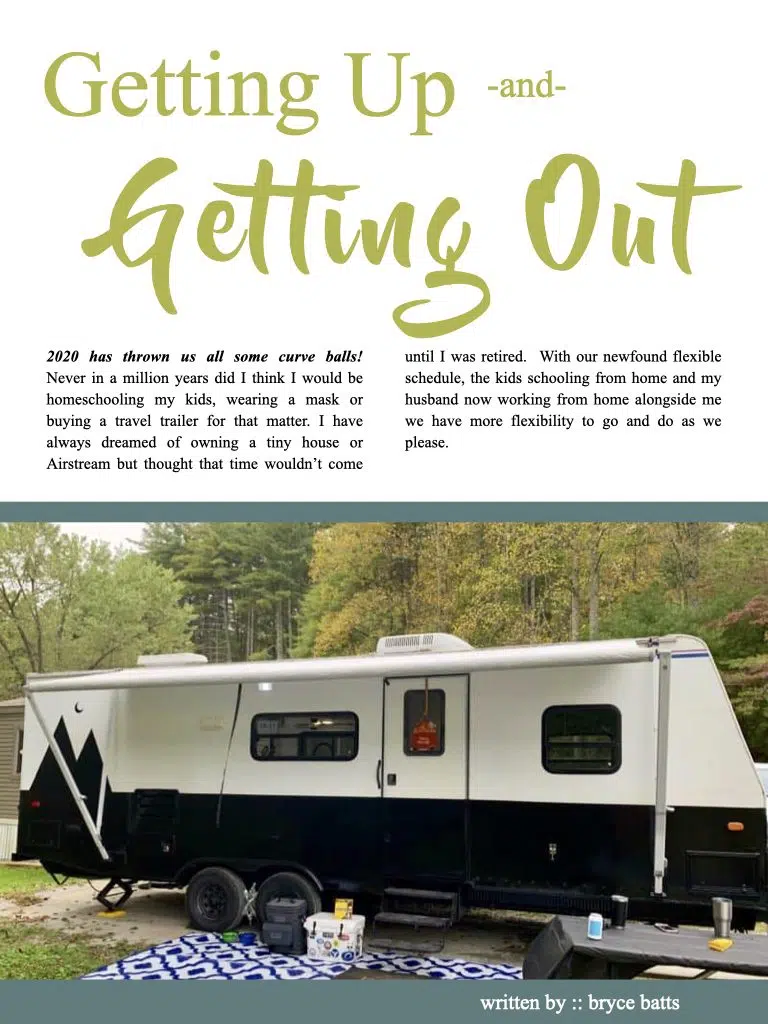 Getting Up -and-
Getting Out
2020 has thrown us all some curve balls!
Never in a million years did I think I would be
homeschooling my kids, wearing a mask or
buying a travel trailer for that matter. I have
always dreamed of owning a tiny house or
Airstream but thought that time wouldn’t come
until I was retired.  With our newfound flexible
schedule, the kids schooling from home and my
husband now working from home alongside me
we have more flexibility to go and do as we
please.
written by :: bryce batts